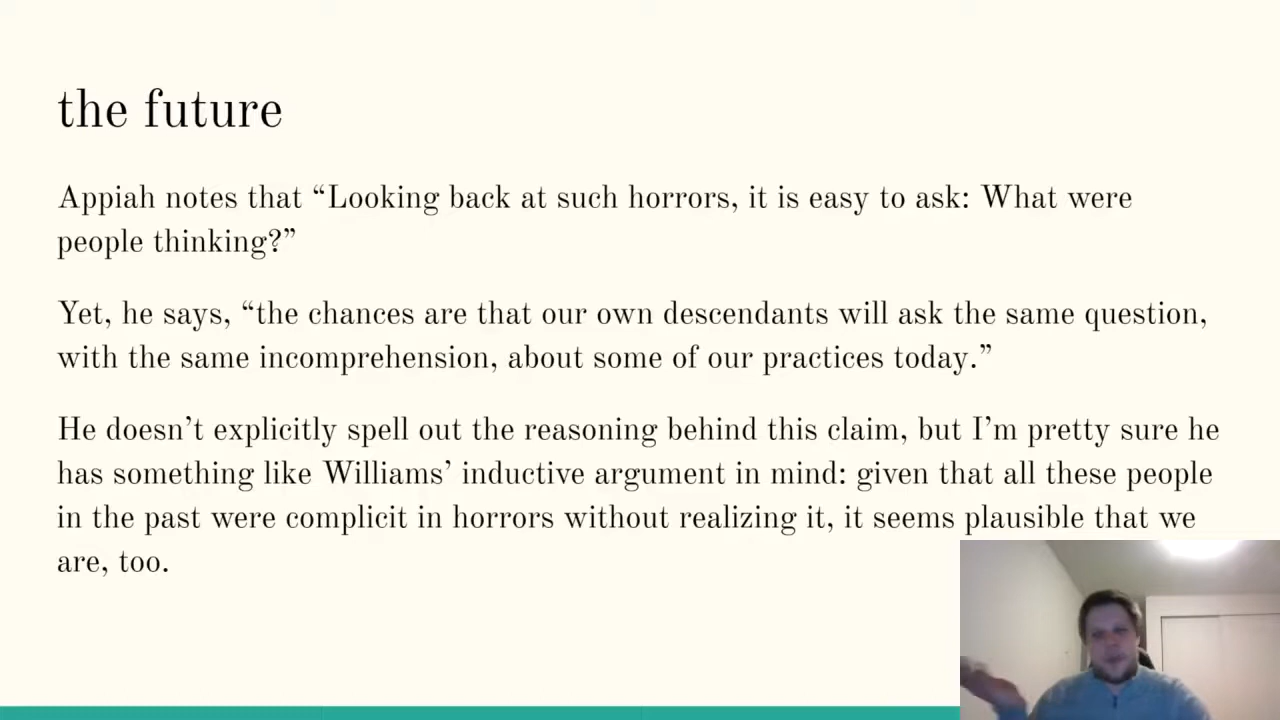 the future
Appiah notes that “Looking back at such horrors, it is easy to ask: What were
people thinking?”
Yet, he says, “the chances are that our own descendants will ask the same question,
with the same incomprehension, about some of our practices today.”
He doesn’t explicitly spell out the reasoning behind this claim, but I’m pretty sure he
has something like Williams’ inductive argument in mind: given that all these people
in the past were complicit in horrors without realizing it, it seems plausible that we
are, too.